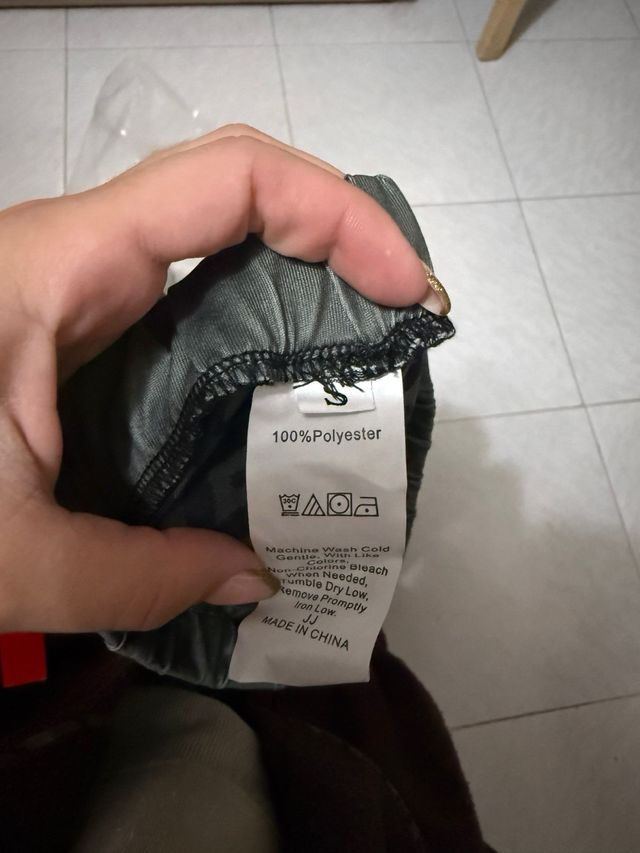 S
100%Polyester
30C
Machine Wash Cold
Gentle, With Like
Colors,
Non-Chlorine Bleach
When Needed,
Tumble Dry Low,
Remove Promptly
Iron Low.
JJ
MADE IN CHINA